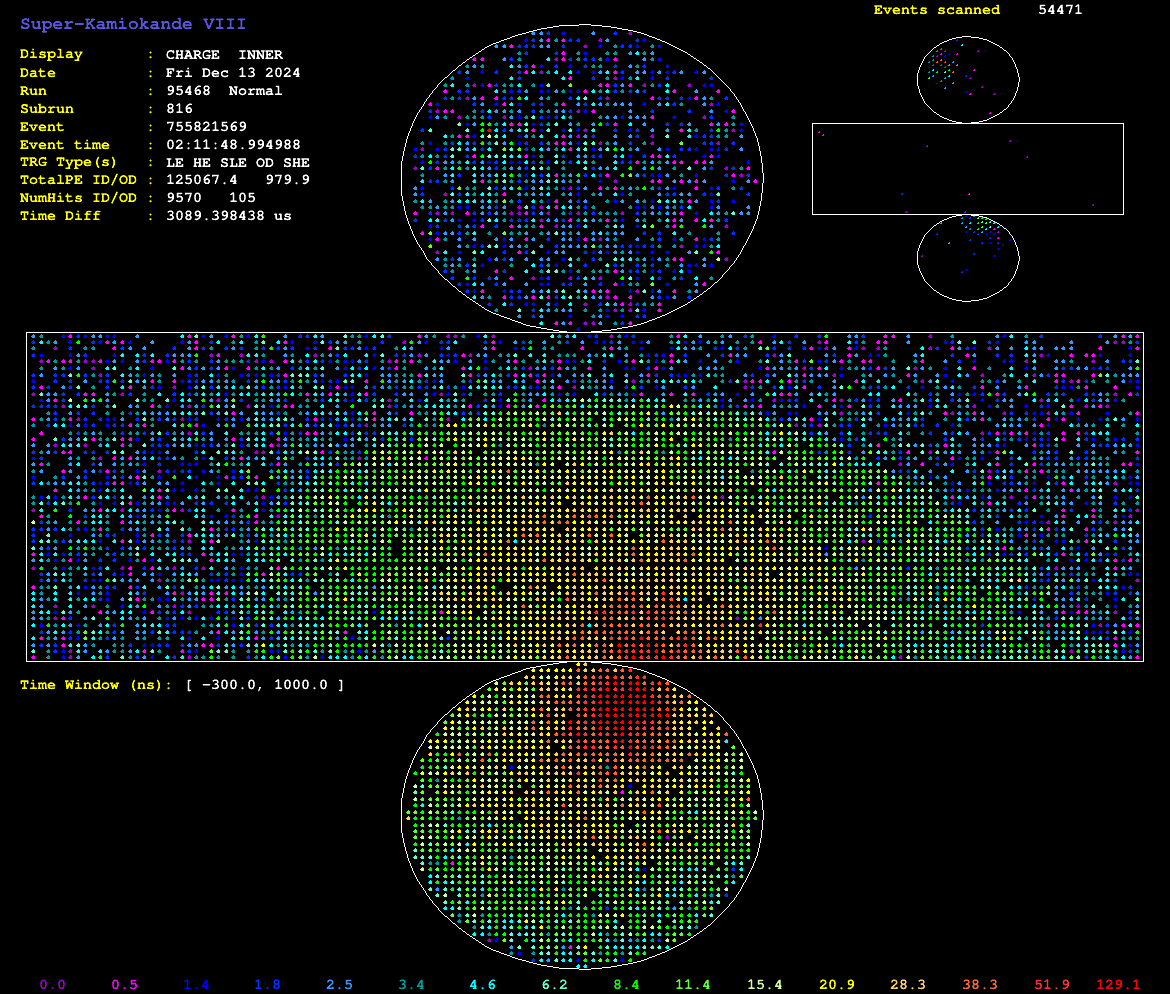 Super-Kamiokande VIII
Events scanned 54471
Display : CHARGE INNER
Date : Fri Dec 13 2024
Run : 95468 Normal
Subrun : 816
Event : 755821569
Event time : 02:11:48.994988
TRG Type(s) : LE HE SLE OD SHE
TotalPE ID/OD : 125067.4 979.9
NumHits ID/OD : 9570 105
Time Diff : 3089.398438 us
Time Window (ns): [ −300.0, 1000.0 ]
0.0 0.5 1.4 1.8 2.5 3.4 4.6 6.2 8.4 11.4 15.4 20.9 28.3 38.3 51.9 129.1